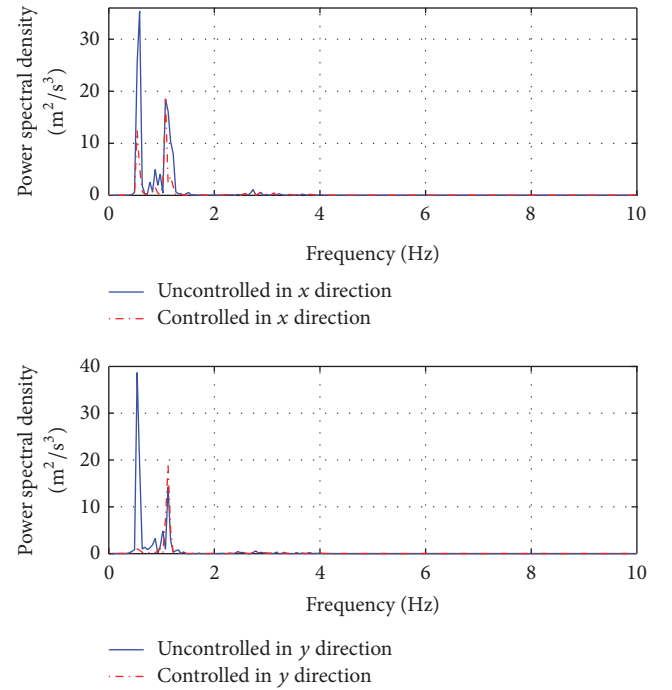 30
20
10
0
Power spectral density
(m²/s³)
0 2 4 6 8 10
Frequency (Hz)
Uncontrolled in x direction
Controlled in x direction
40
30
20
10
0
Power spectral density
(m²/s³)
0 2 4 6 8 10
Frequency (Hz)
Uncontrolled in y direction
Controlled in y direction